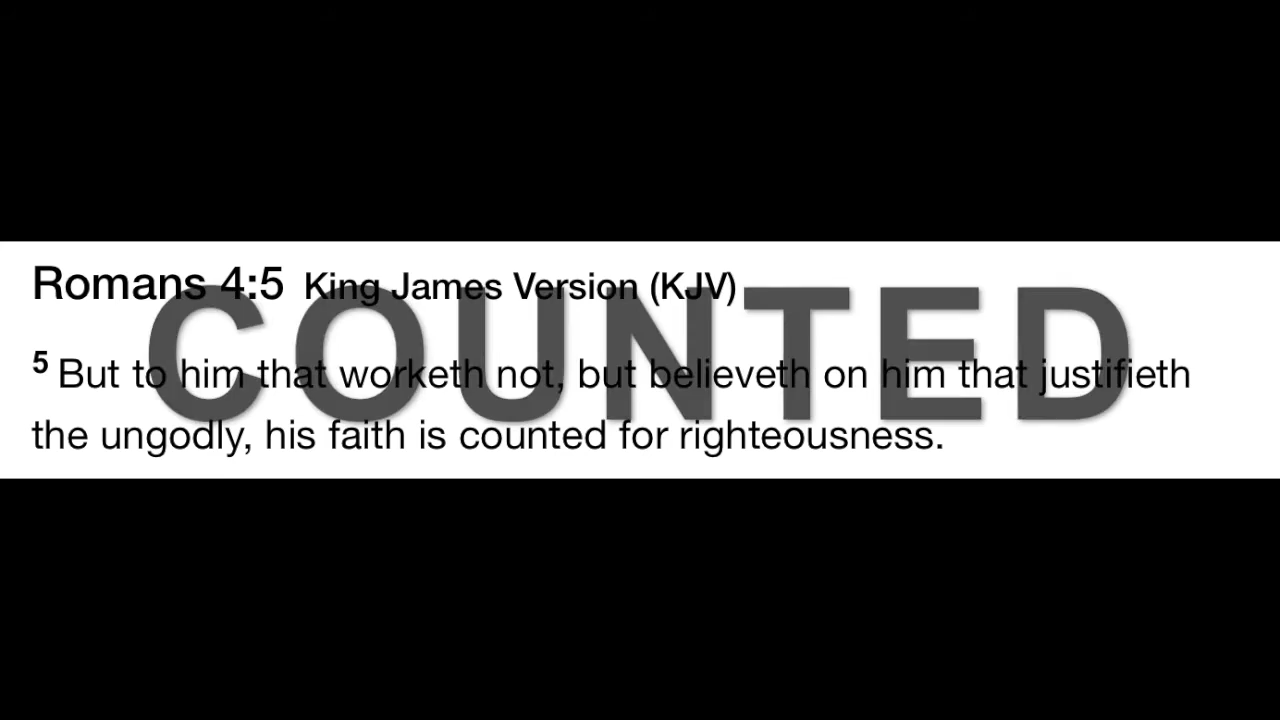 Romans 4:5 King James Version (KJV)
COUNTED
5 But to him that worketh not, but believeth on him that justifieth
the ungodly, his faith is counted for righteousness.